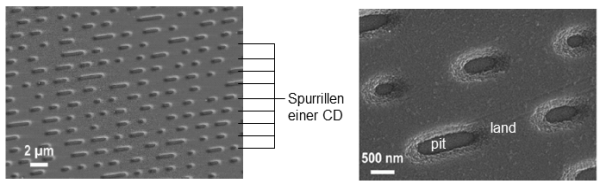 2 µm
Spurrillen
einer CD
land
pit
500 nm